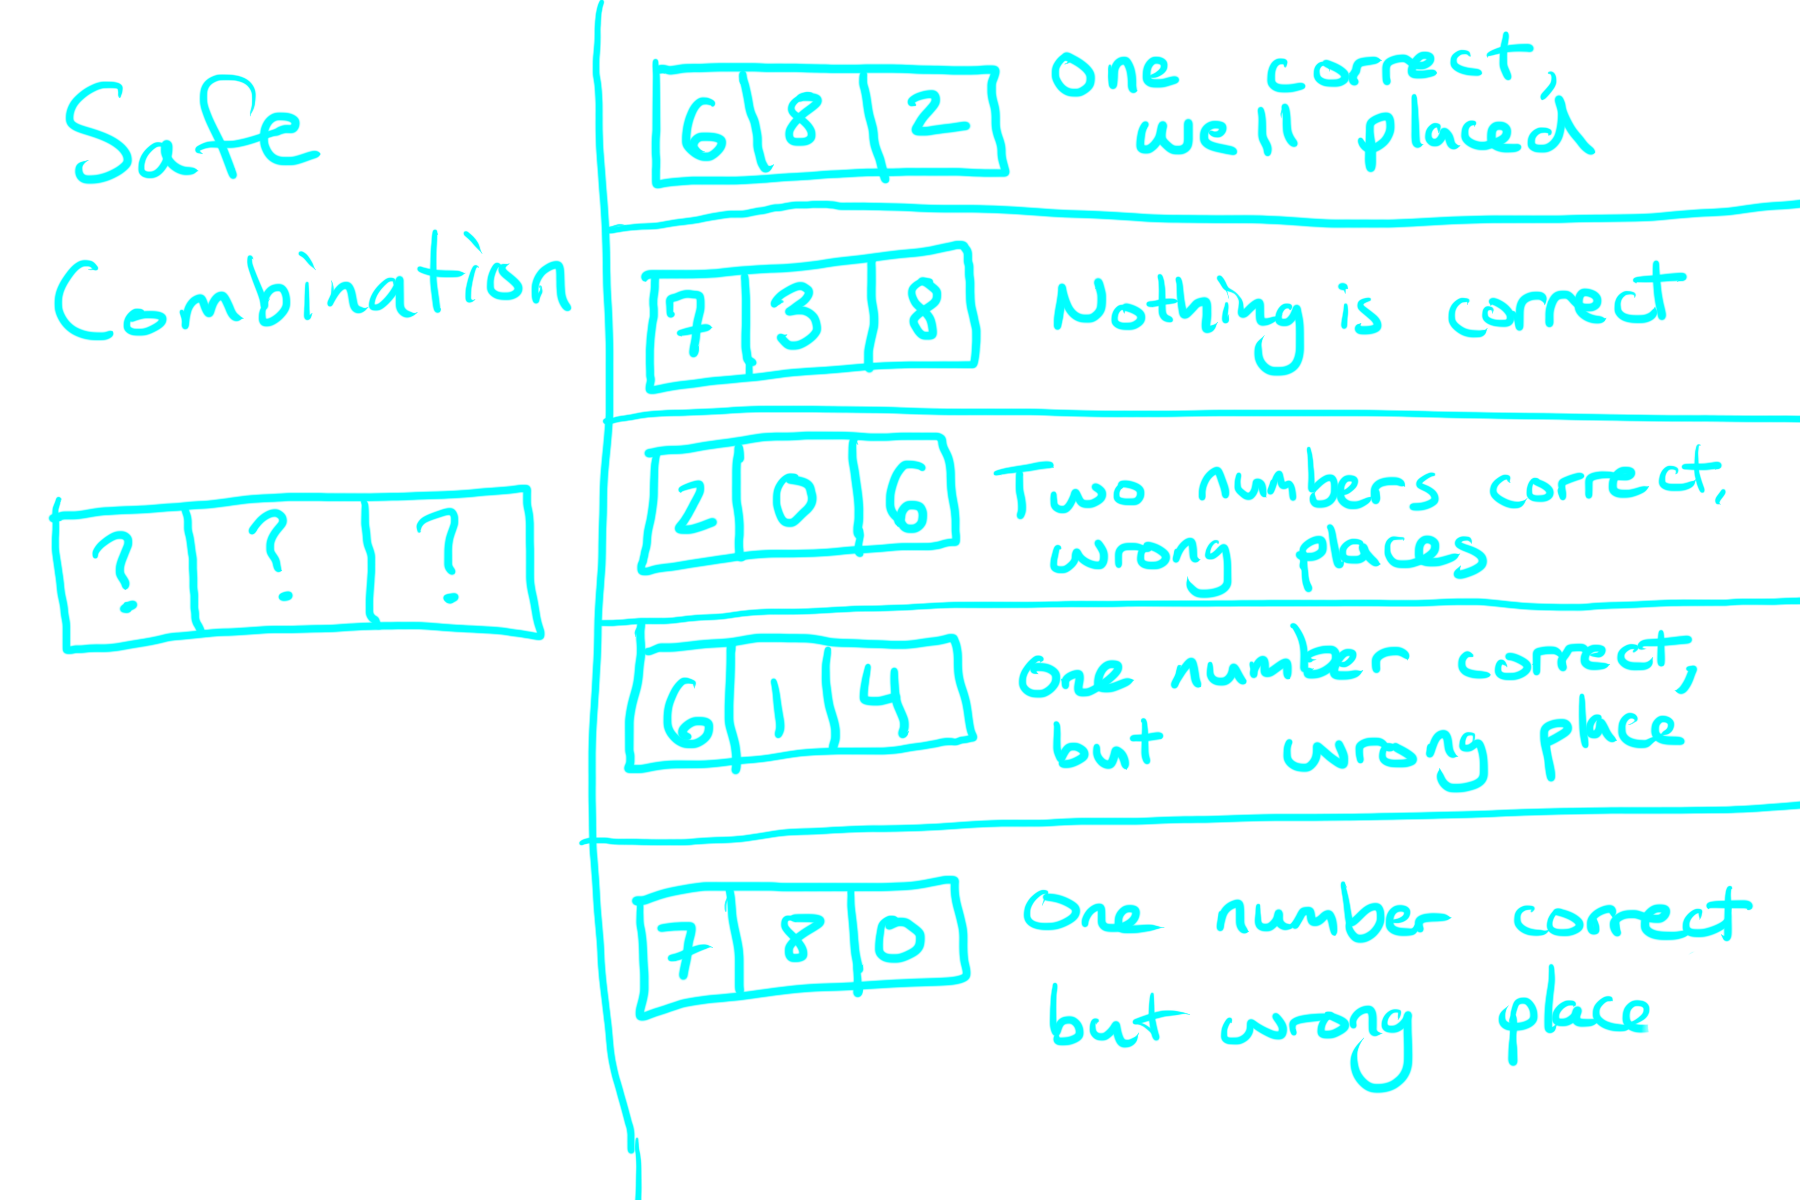 Safe
Combination
? ? ?
6 8 2 One correct,
well placed
7 3 8 Nothing is correct
2 0 6 Two numbers correct,
wrong places
6 1 4 One number correct,
but wrong place
7 8 0 One number correct
but wrong place